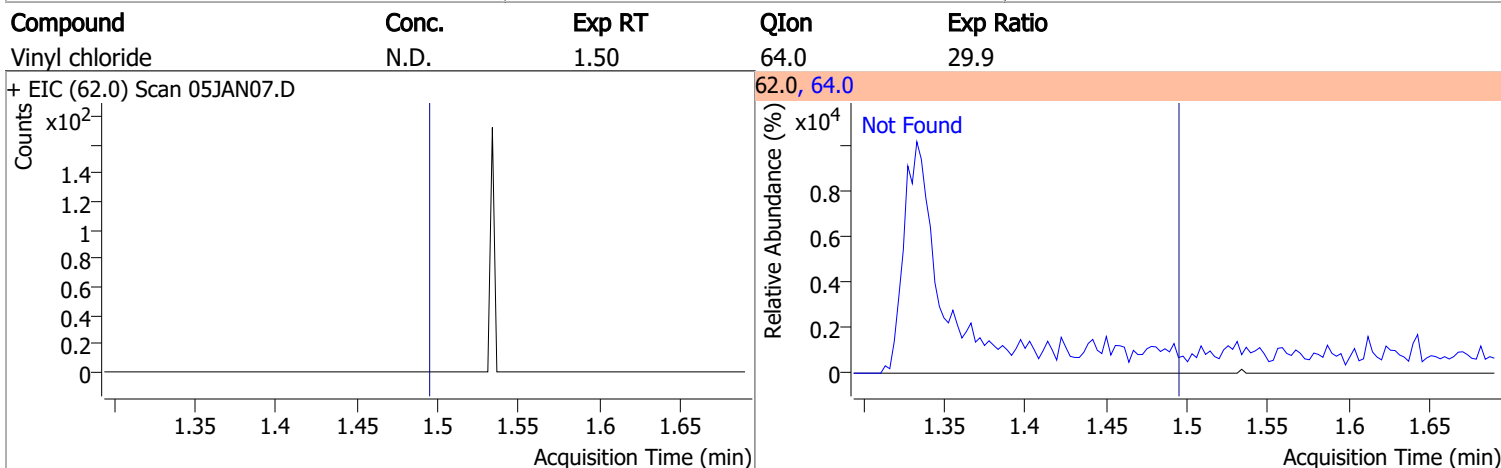 Compound Conc. Exp RT QIon Exp Ratio
Vinyl chloride N.D. 1.50 64.0 29.9
+ EIC (62.0) Scan 05JAN07.D
Counts
x10²
1.4
1.2
1
0.8
0.6
0.4
0.2
0
1.35 1.4 1.45 1.5 1.55 1.6 1.65
Acquisition Time (min)
62.0, 64.0
Relative Abundance (%)
x10⁴
Not Found
0.8
0.6
0.4
0.2
0
1.35 1.4 1.45 1.5 1.55 1.6 1.65
Acquisition Time (min)